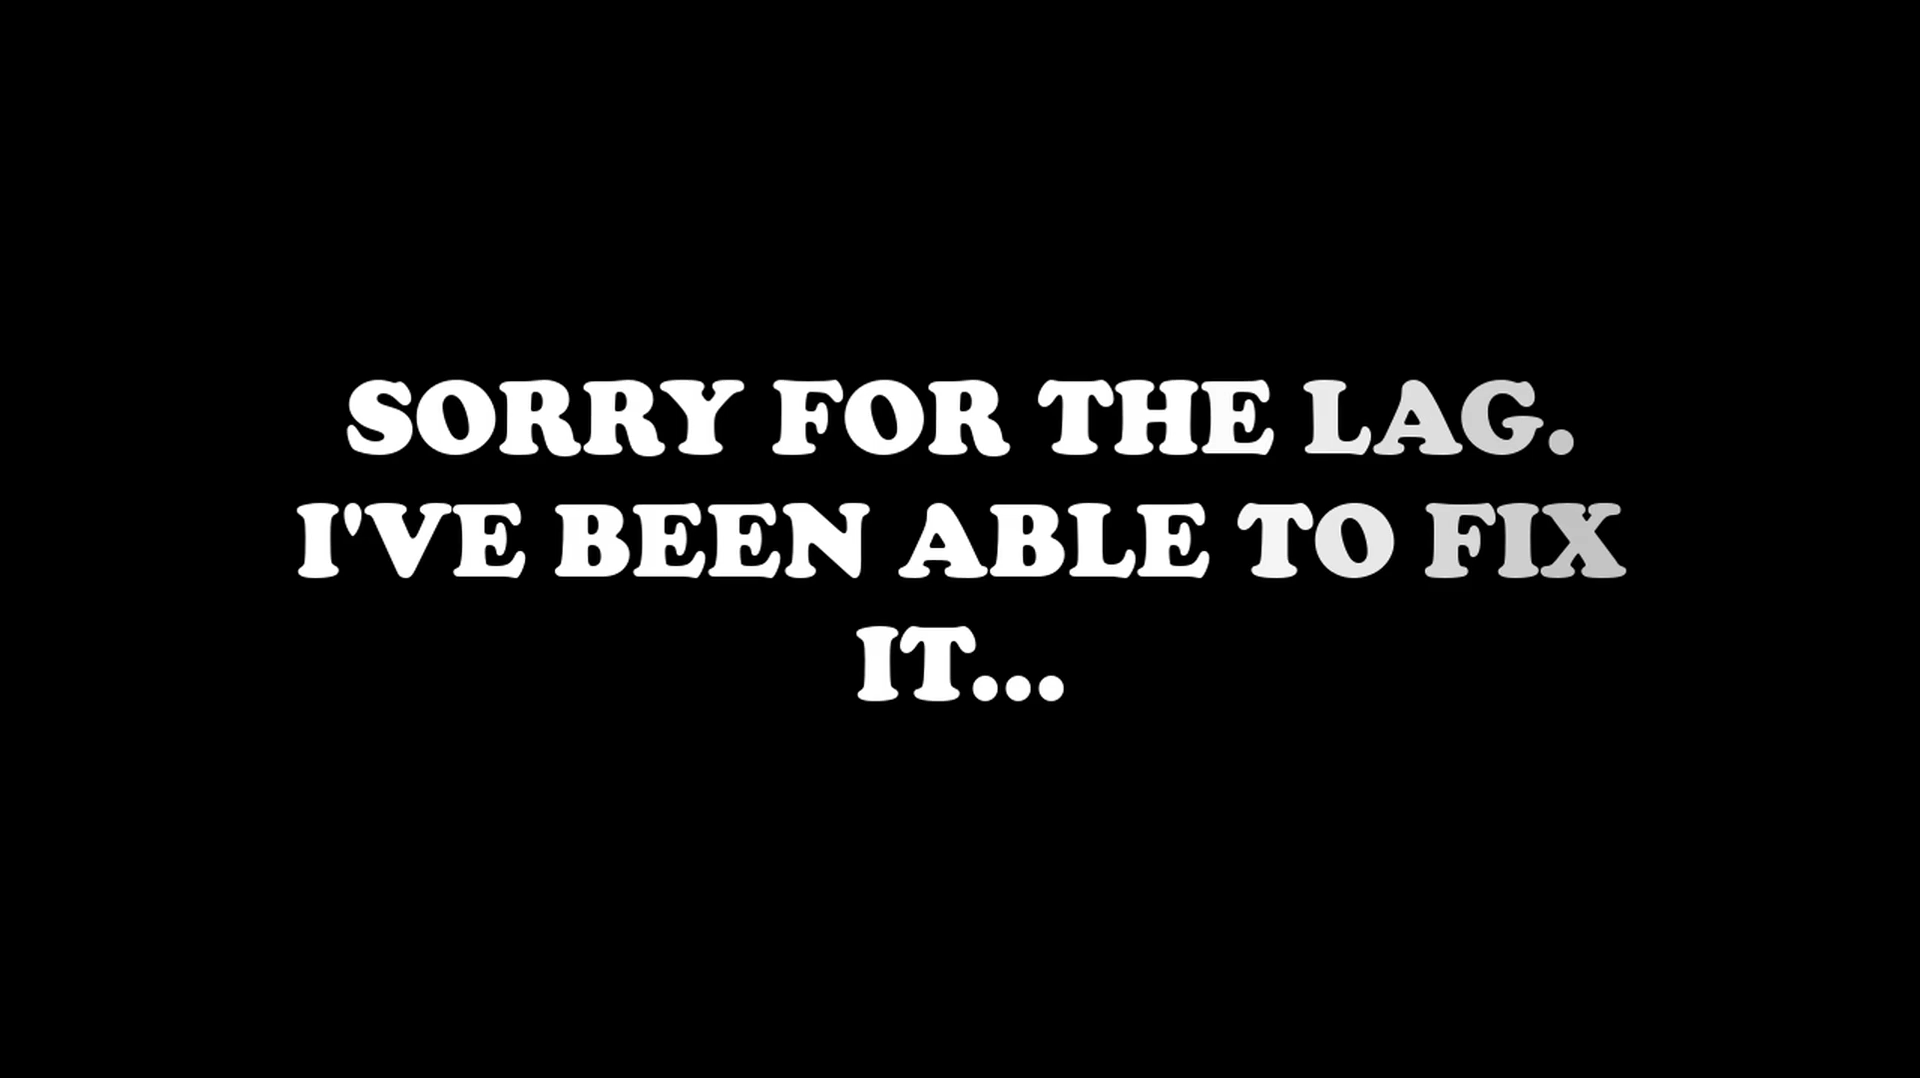 SORRY FOR THE LAG.
I'VE BEEN ABLE TO FIX
IT...